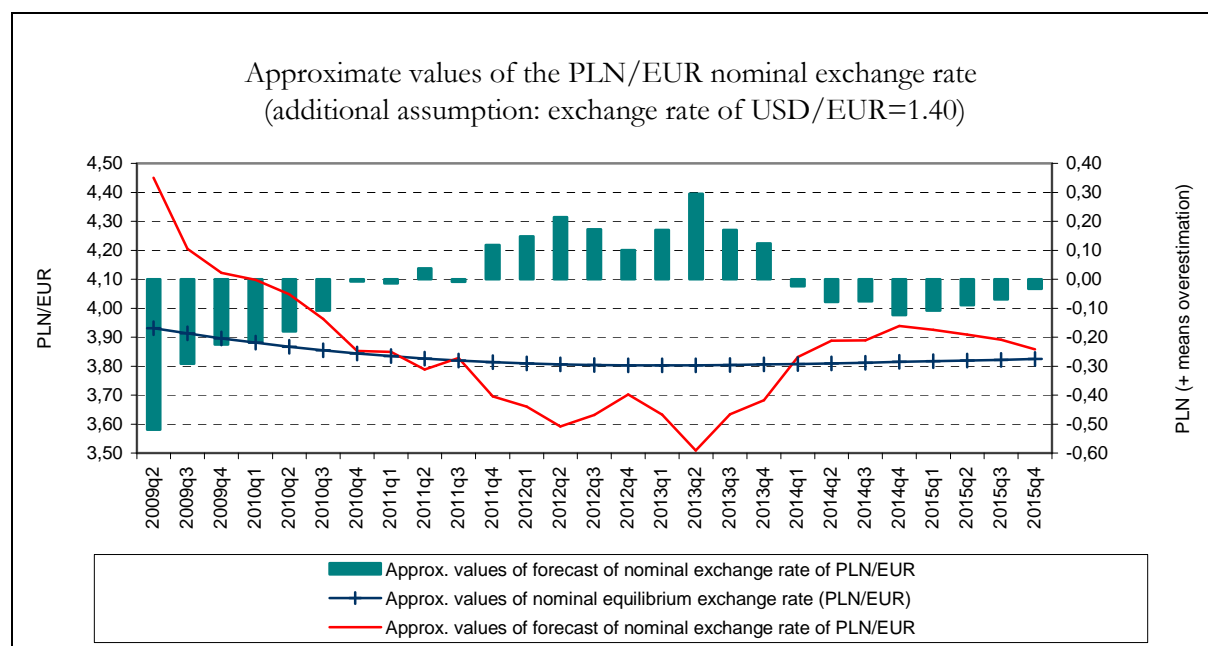 Approximate values of the PLN/EUR nominal exchange rate
(additional assumption: exchange rate of USD/EUR=1.40)
PLN/EUR
4,50
4,40
4,30
4,20
4,10
4,00
3,90
3,80
3,70
3,60
3,50
0,40
0,30
0,20
0,10
0,00
-0,10
-0,20
-0,30
-0,40
-0,50
-0,60
PLN (+ means overestimation)
2009q2
2009q3
2009q4
2010q1
2010q2
2010q3
2010q4
2011q1
2011q2
2011q3
2011q4
2012q1
2012q2
2012q3
2012q4
2013q1
2013q2
2013q3
2013q4
2014q1
2014q2
2014q3
2014q4
2015q1
2015q2
2015q3
2015q4
Approx. values of forecast of nominal exchange rate of PLN/EUR
Approx. values of nominal equilibrium exchange rate (PLN/EUR)
Approx. values of forecast of nominal exchange rate of PLN/EUR